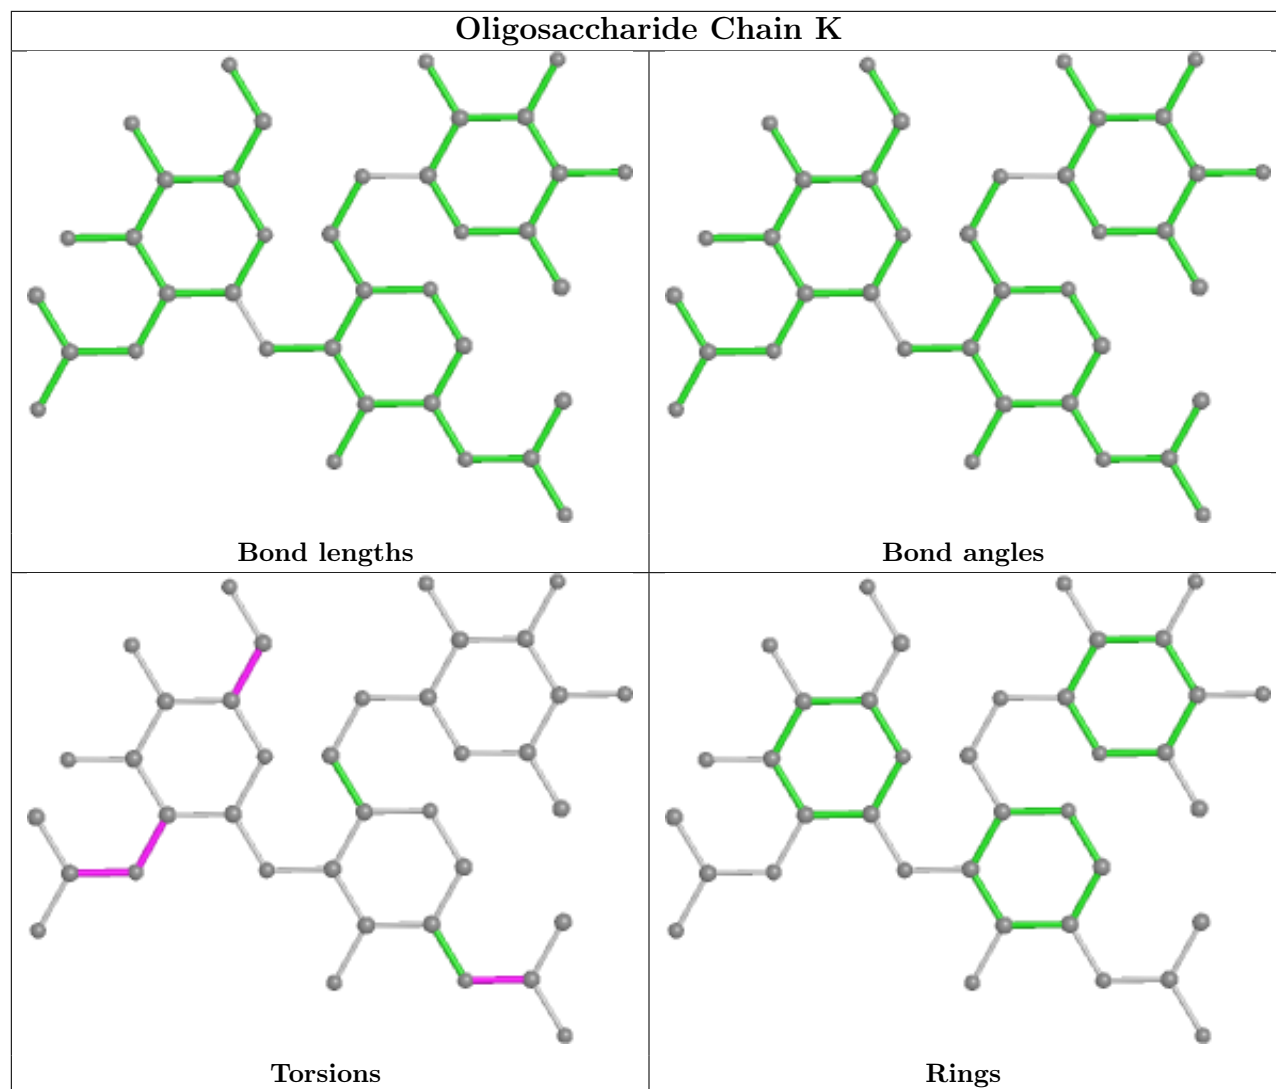 Oligosaccharide Chain K
Bond lengths
Bond angles
Torsions
Rings